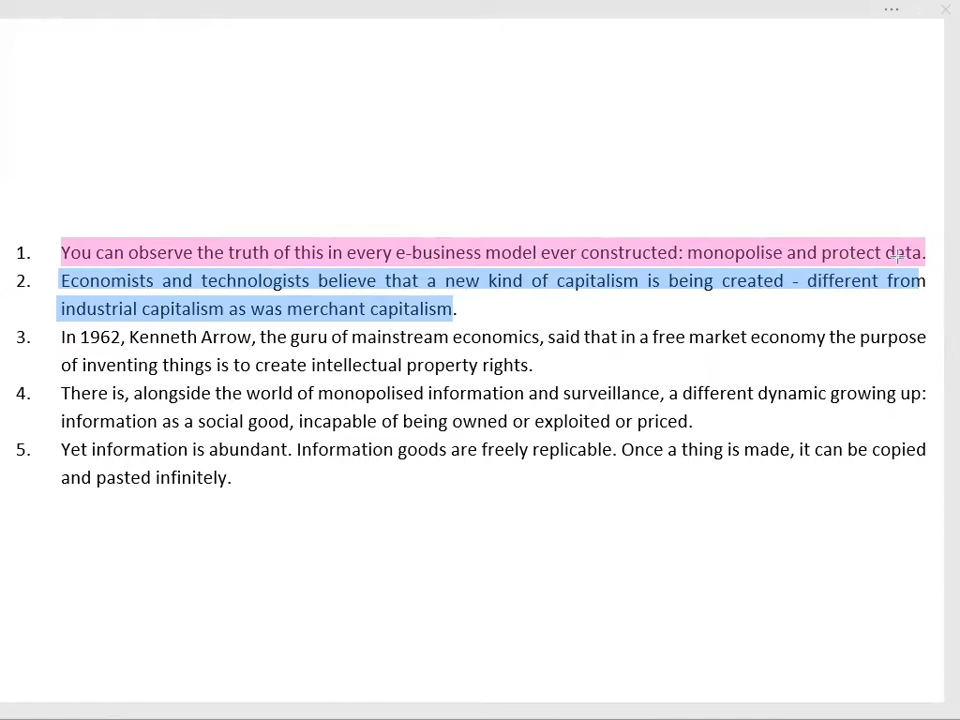 1. You can observe the truth of this in every e-business model ever constructed: monopolise and protect data.
2. Economists and technologists believe that a new kind of capitalism is being created - different from
industrial capitalism as was merchant capitalism.
3. In 1962, Kenneth Arrow, the guru of mainstream economics, said that in a free market economy the purpose
of inventing things is to create intellectual property rights.
4. There is, alongside the world of monopolised information and surveillance, a different dynamic growing up:
information as a social good, incapable of being owned or exploited or priced.
5. Yet information is abundant. Information goods are freely replicable. Once a thing is made, it can be copied
and pasted infinitely.